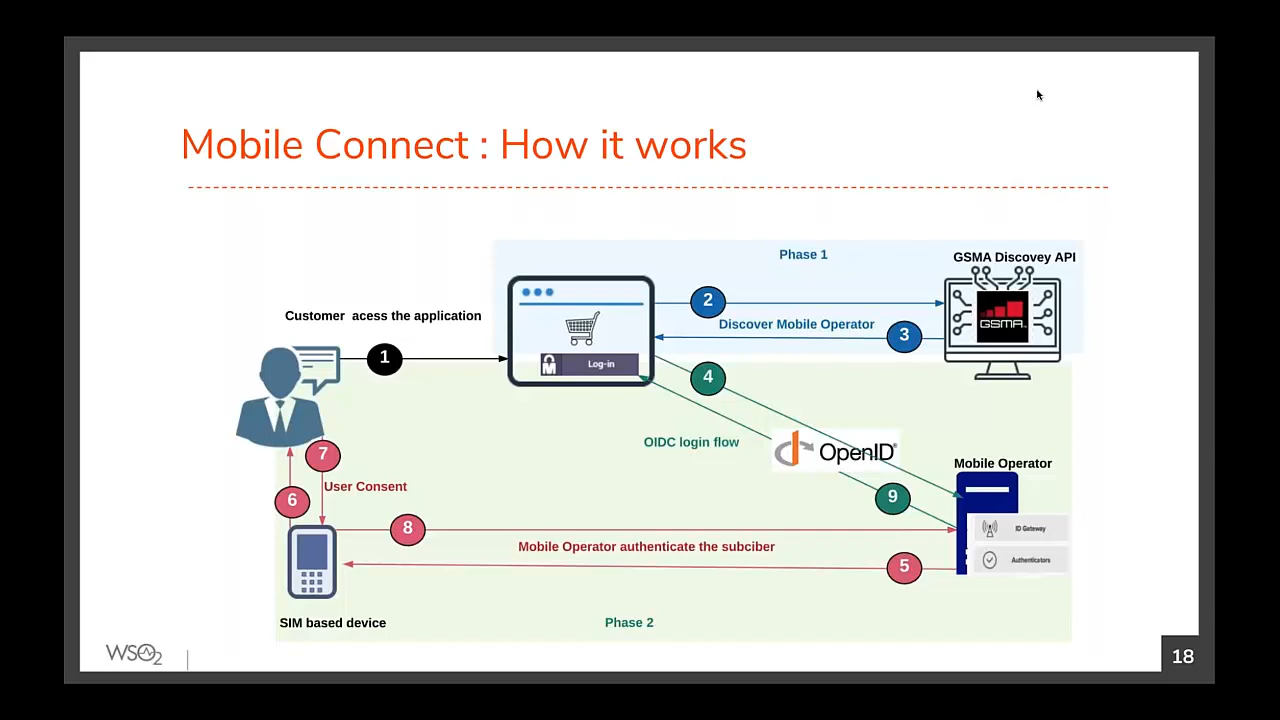 Mobile Connect : How it works
Phase 1
GSMA Discovey API
2
GSMA
Customer acess the application
Discover Mobile Operator
3
1
Log-in
4
OIDC login flow
OpenID
7
Mobile Operator
User Consent
6
9
8
ID Gateway
Mobile Operator authenticate the subciber
5
Authenticators
SIM based device
Phase 2
WSO2
18